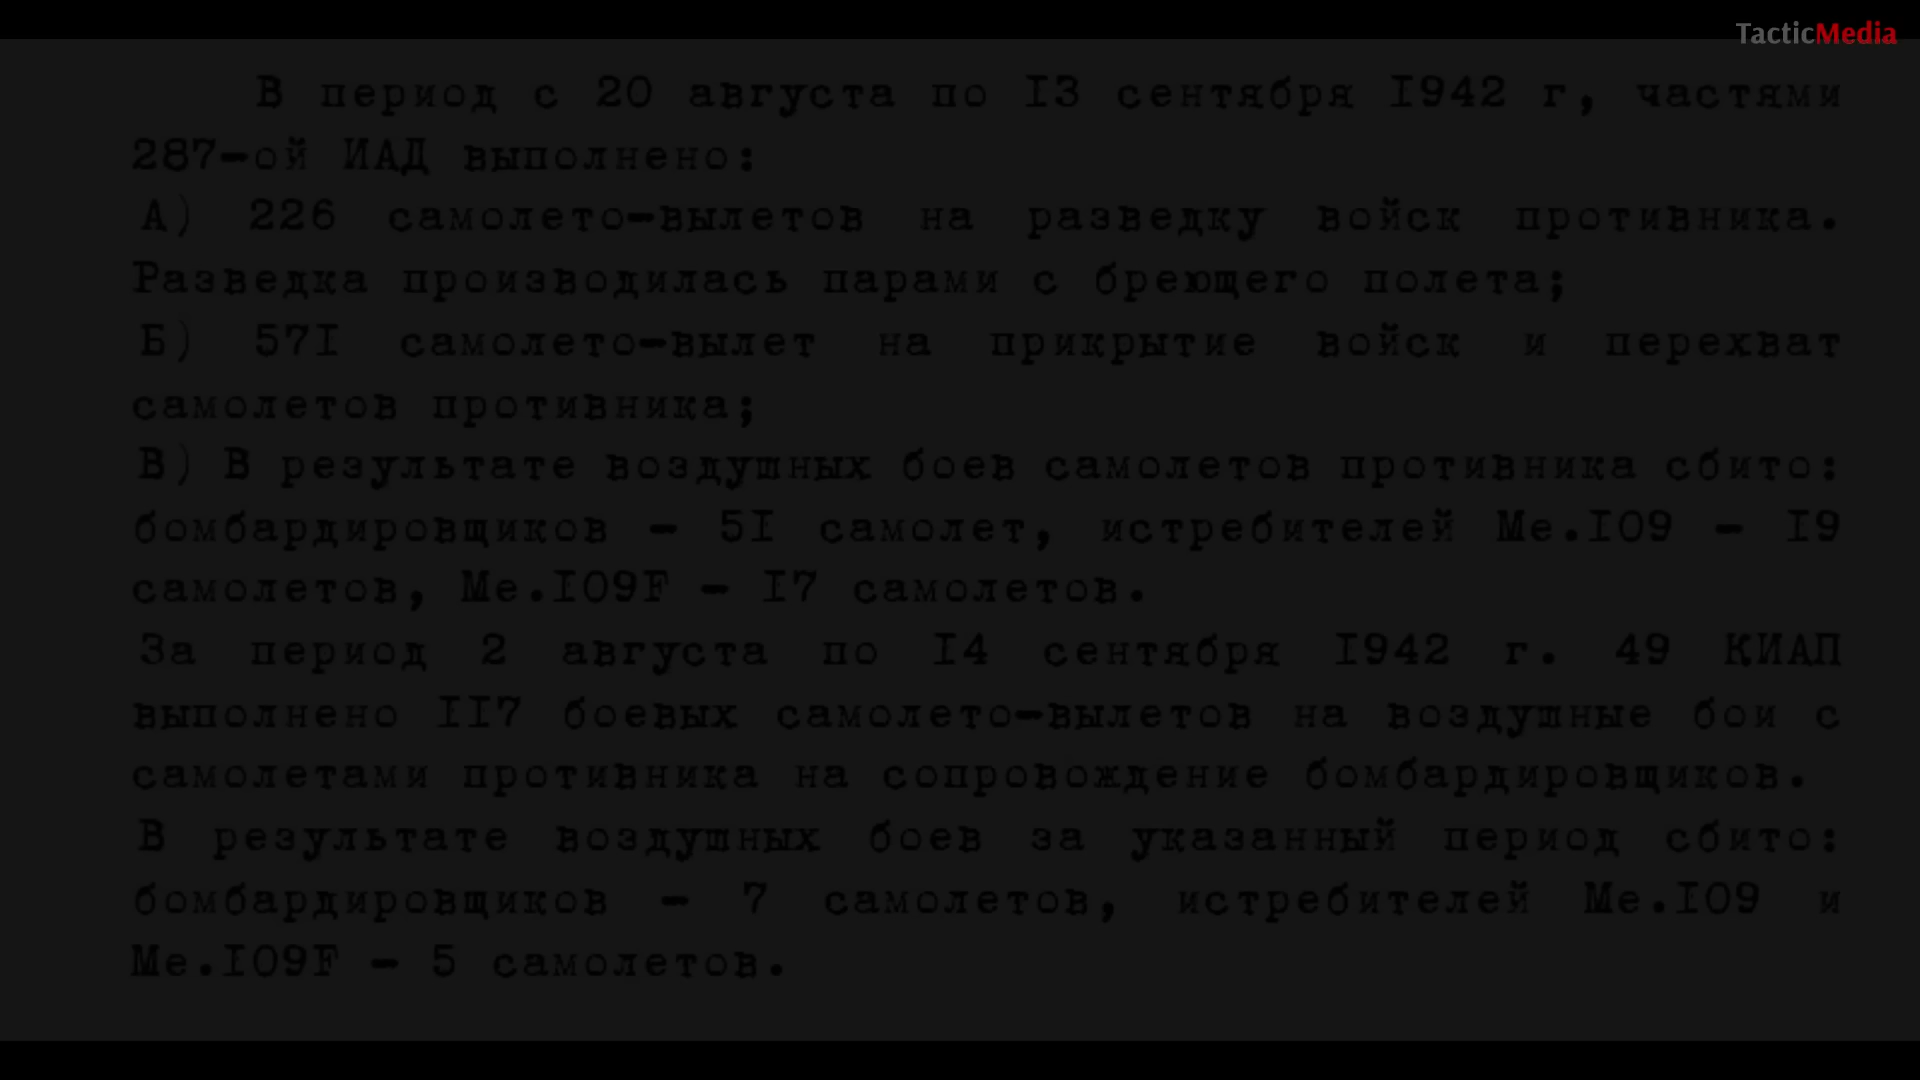 TacticMedia
В период с 20 августа по I3 сентября I942 г, частями
287-ой ИАД выполнено:
А) 226 самолето-вылетов на разведку войск противника.
Разведка производилась парами с бреющего полета;
Б) 57I самолето-вылет на прикрытие войск и перехват
самолетов противника;
В) В результате воздушных боев самолетов противника сбито:
бомбардировщиков - 5I самолет, истребителей Ме.I09 - I9
самолетов, Ме.I09F - I7 самолетов.
За период 2 августа по I4 сентября I942 г. 49 КИАП
выполнено II7 боевых самолето-вылетов на воздушные бои с
самолетами противника на сопровождение бомбардировщиков.
В результате воздушных боев за указанный период сбито:
бомбардировщиков - 7 самолетов, истребителей Ме.I09 и
Ме.I09F - 5 самолетов.